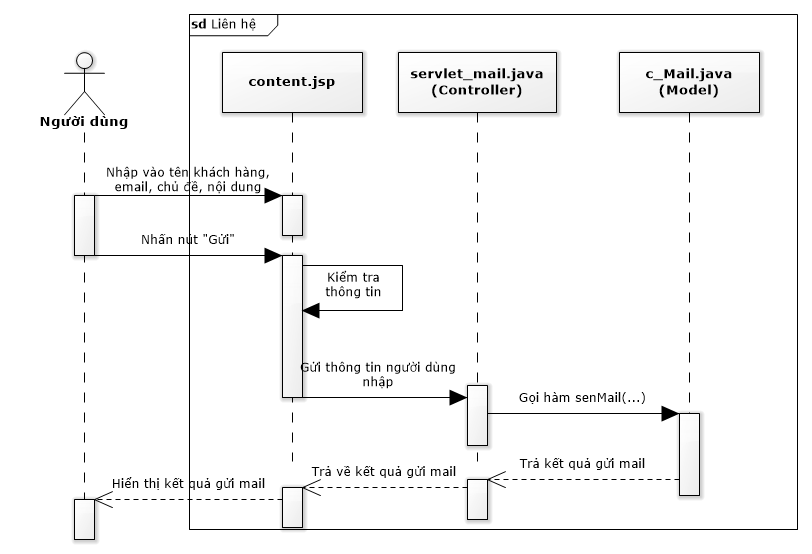 sd Liên hệ
Người dùng
content.jsp
servlet_mail.java
(Controller)
c_Mail.java
(Model)
Nhập vào tên khách hàng,
email, chủ đề, nội dung
Nhấn nút "Gửi"
Kiểm tra
thông tin
Gửi thông tin người dùng
nhập
Gọi hàm senMail(...)
Trả kết quả gửi mail
Trả về kết quả gửi mail
Hiển thị kết quả gửi mail